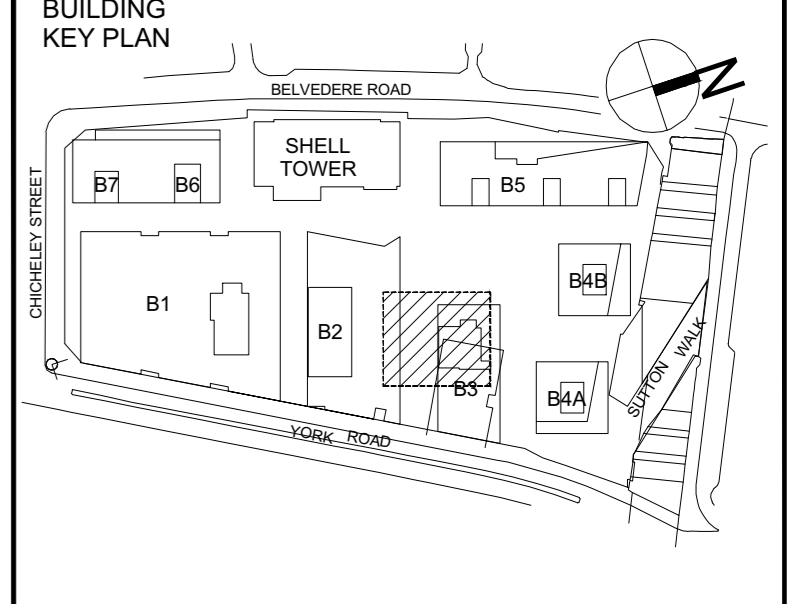 BUILDING
KEY PLAN
BELVEDERE ROAD
N
SHELL
TOWER
CHICHELEY STREET
B7
B6
B5
B4B
B1
B2
B3
B4A
SUTTON WALK
YORK ROAD